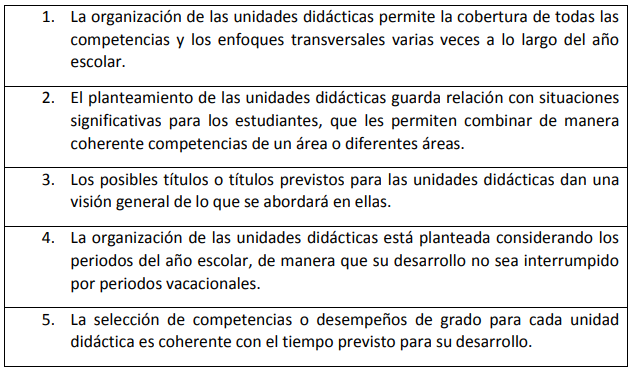 1. La organización de las unidades didácticas permite la cobertura de todas las
competencias y los enfoques transversales varias veces a lo largo del año
escolar.
2. El planteamiento de las unidades didácticas guarda relación con situaciones
significativas para los estudiantes, que les permiten combinar de manera
coherente competencias de un área o diferentes áreas.
3. Los posibles títulos o títulos previstos para las unidades didácticas dan una
visión general de lo que se abordará en ellas.
4. La organización de las unidades didácticas está planteada considerando los
periodos del año escolar, de manera que su desarrollo no sea interrumpido
por periodos vacacionales.
5. La selección de competencias o desempeños de grado para cada unidad
didáctica es coherente con el tiempo previsto para su desarrollo.